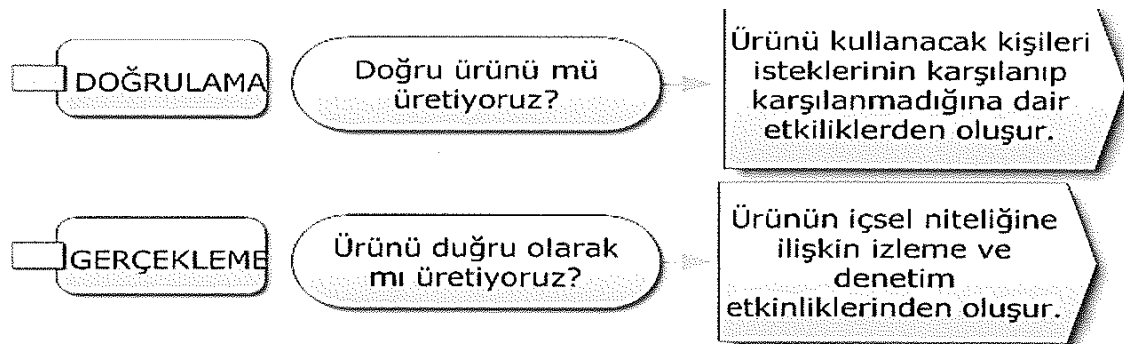 DOĞRULAMA
Doğru ürünü mü
üretiyoruz?
Ürünü kullanacak kişileri
isteklerinin karşılanıp
karşılanmadığına dair
etkiliklerden oluşur.
GERÇEKLEME
Ürünü duğru olarak
mı üretiyoruz?
Ürünün içsel niteliğine
ilişkin izleme ve
denetim
etkinliklerinden oluşur.